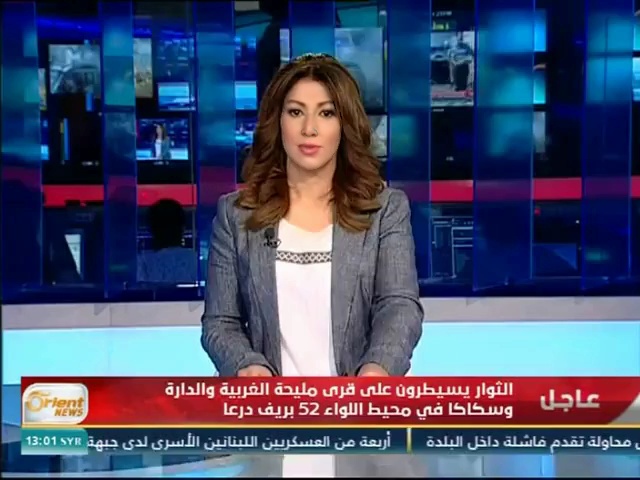 عاجل
الثوار يسيطرون على قرى مليحة الغربية والدارة
وسكاكا في محيط اللواء 52 بريف درعا
Orient
NEWS
13:01 SYR
محاولة تقدم فاشلة داخل البلدة
أربعة من العسكريين اللبنانين الأسرى لدى جبهة